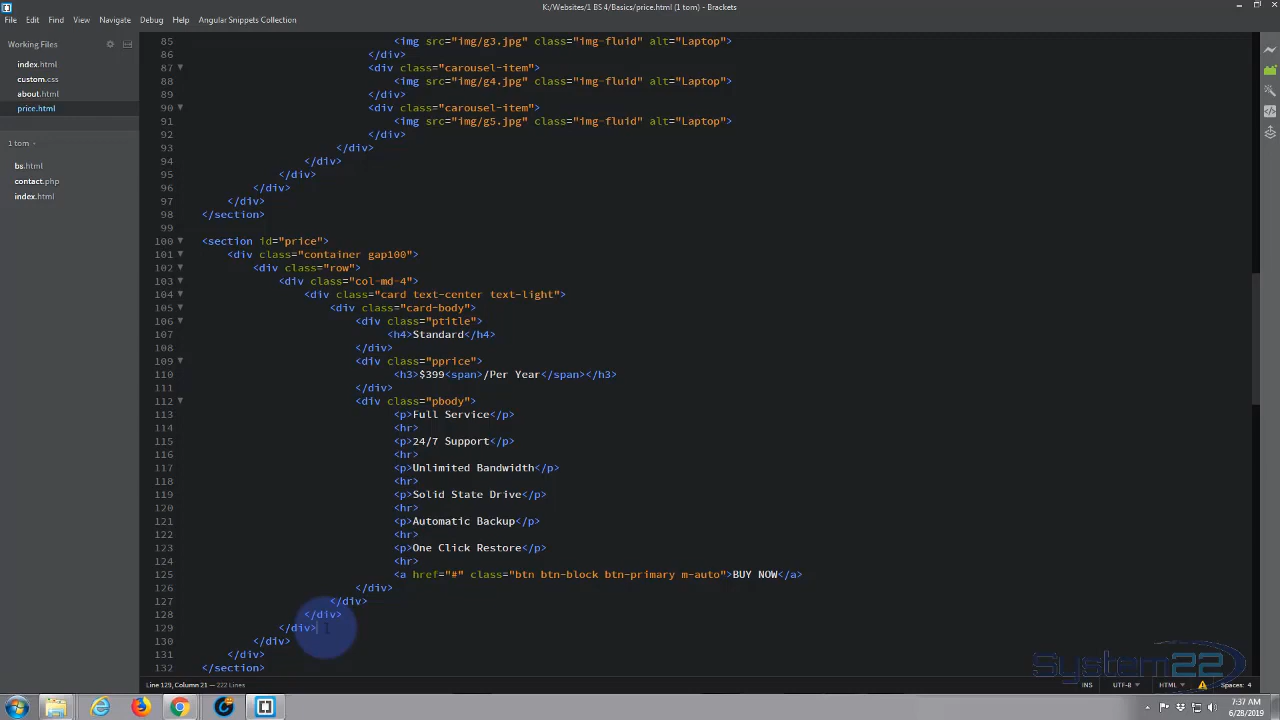 K:/Websites/1 BS 4/Basics/price.html (1 tom) - Brackets
File Edit Find View Navigate Debug Help Angular Snippets Collection
Working Files
index.html
custom.css
about.html
price.html
1 tom
bs.html
contact.php
index.html
85 <img src="img/g3.jpg" class="img-fluid" alt="Laptop">
86 </div>
87 <div class="carousel-item">
88 <img src="img/g4.jpg" class="img-fluid" alt="Laptop">
89 </div>
90 <div class="carousel-item">
91 <img src="img/g5.jpg" class="img-fluid" alt="Laptop">
92 </div>
93 </div>
94 </div>
95 </div>
96 </div>
97 </div>
98 </section>
99
100 <section id="price">
101 <div class="container gap100">
102 <div class="row">
103 <div class="col-md-4">
104 <div class="card text-center text-light">
105 <div class="card-body">
106 <div class="ptitle">
107 <h4>Standard</h4>
108 </div>
109 <div class="pprice">
110 <h3>$399<span>/Per Year</span></h3>
111 </div>
112 <div class="pbody">
113 <p>Full Service</p>
114 <hr>
115 <p>24/7 Support</p>
116 <hr>
117 <p>Unlimited Bandwidth</p>
118 <hr>
119 <p>Solid State Drive</p>
120 <hr>
121 <p>Automatic Backup</p>
122 <hr>
123 <p>One Click Restore</p>
124 <hr>
125 <a href="#" class="btn btn-block btn-primary m-auto">BUY NOW</a>
126 </div>
127 </div>
128 </div>
129 </div>
130 </div>
131 </div>
132 </section>
System22
Line 129, Column 21 — 222 Lines
INS UTF-8 HTML Spaces: 4
7:37 AM
6/28/2019